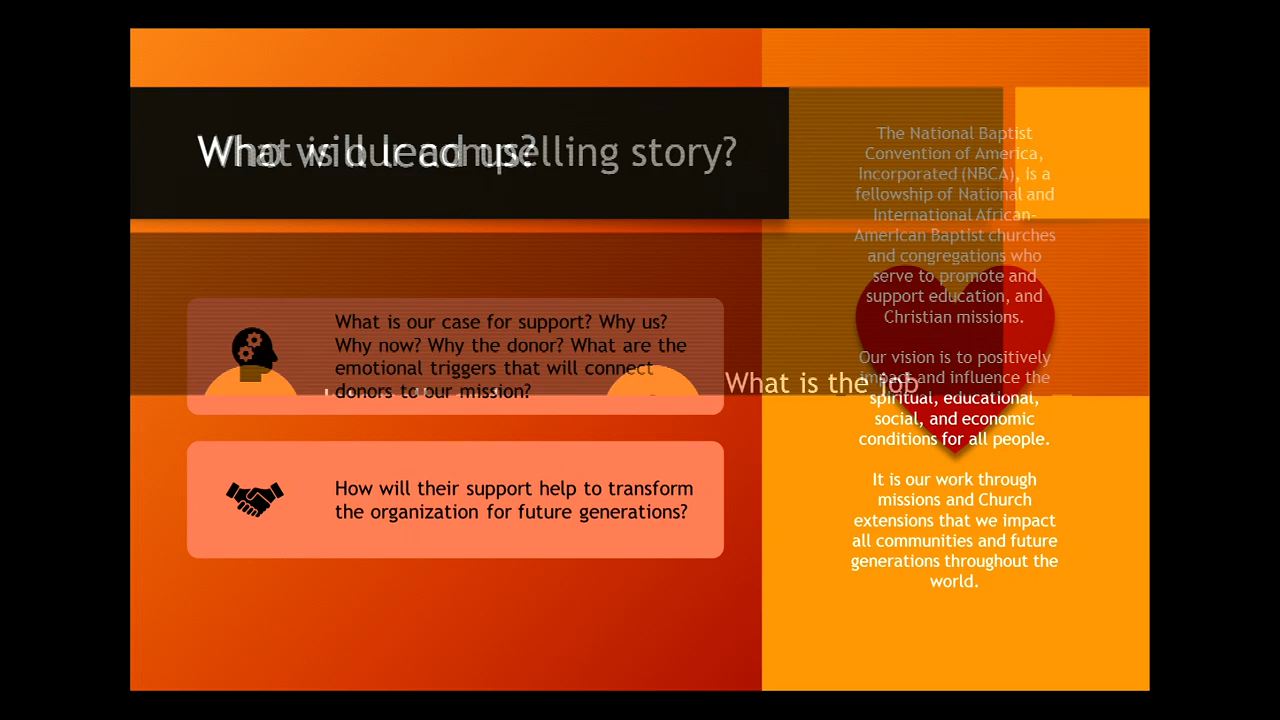 Who will lead us?
What is our compelling story?
The National Baptist
Convention of America,
Incorporated (NBCA), is a
fellowship of National and
International African-
American Baptist churches
and congregations who
serve to promote and
support education, and
Christian missions.
Our vision is to positively
impact and influence the
spiritual, educational,
social, and economic
conditions for all people.
It is our work through
missions and Church
extensions that we impact
all communities and future
generations throughout the
world.
What is our case for support? Why us?
Why now? Why the donor? What are the
emotional triggers that will connect
donors to our mission?
What is the job
How will their support help to transform
the organization for future generations?